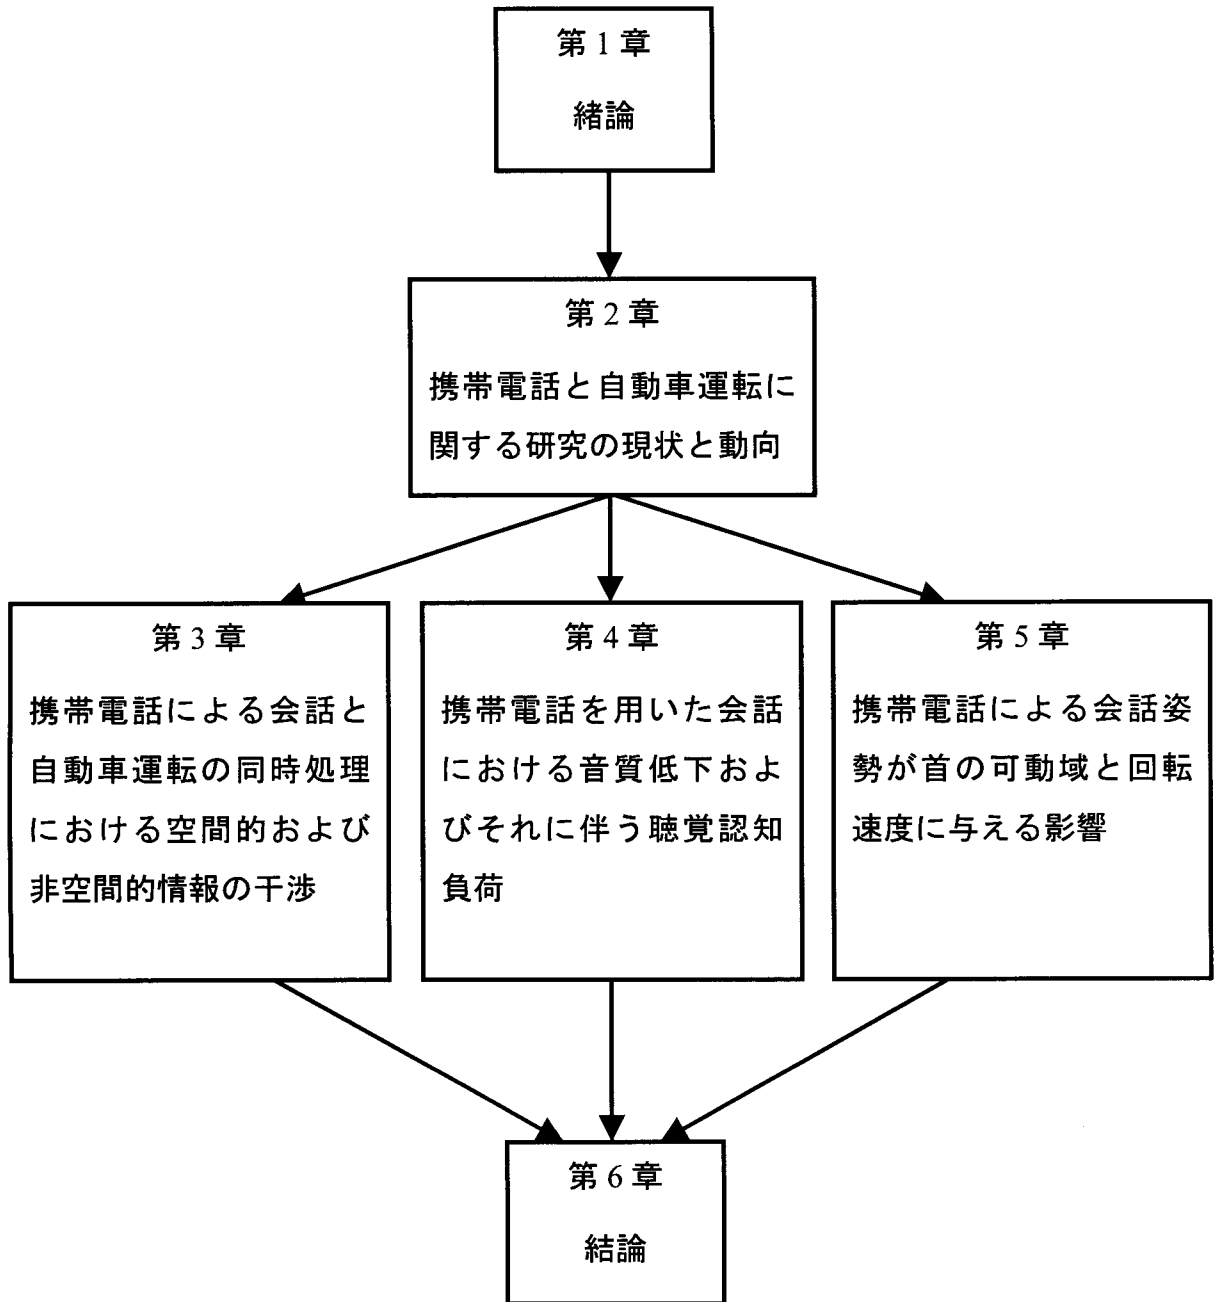 第1章
緒論
第2章
携帯電話と自動車運転に
関する研究の現状と動向
第3章
携帯電話による会話と
自動車運転の同時処理
における空間的および
非空間的情報の干渉
第4章
携帯電話を用いた会話
における音質低下およ
びそれに伴う聴覚認知
負荷
第5章
携帯電話による会話姿
勢が首の可動域と回転
速度に与える影響
第6章
結論